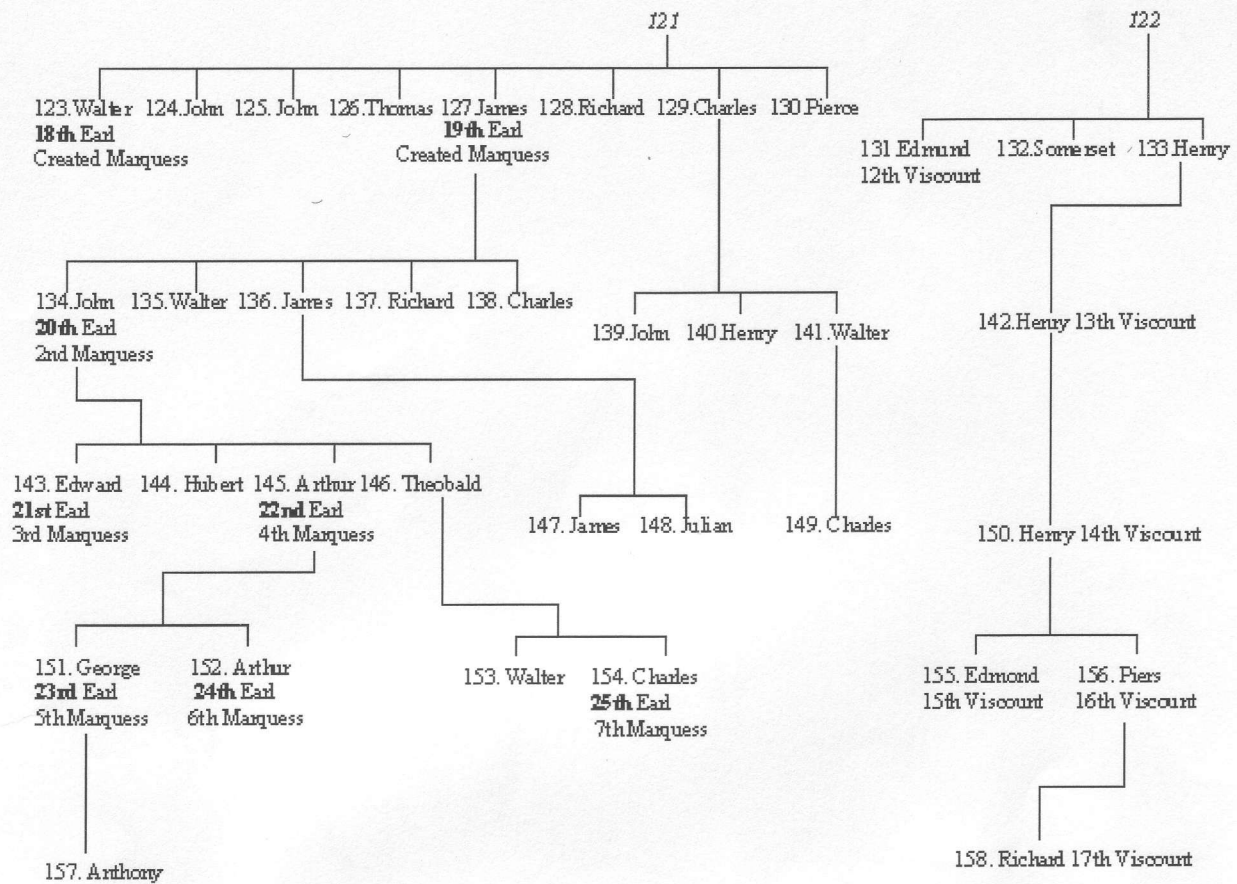 121
122
123.Walter 124.John 125. John 126.Thomas 127 James 128.Richard 129.Charles 130.Pierce
18th Earl
Created Marquess
19th Earl
Created Marquess
131 Edmund 132.Somerset 133 Henry
12th Viscount
134.John 135.Walter 136. James 137. Richard 138. Charles
20th Earl
2nd Marquess
139.John 140.Henry 141.Walter
142.Henry 13th Viscount
143. Edward 144. Hubert 145. Arthur 146. Theobald
21st Earl
3rd Marquess
22nd Earl
4th Marquess
147. James 148. Julian 149. Charles
150. Henry 14th Viscount
151. George 152. Arthur
23rd Earl
5th Marquess
24th Earl
6th Marquess
153. Walter 154. Charles
25th Earl
7th Marquess
155. Edmond 156. Piers
15th Viscount 16th Viscount
157. Anthony
158. Richard 17th Viscount